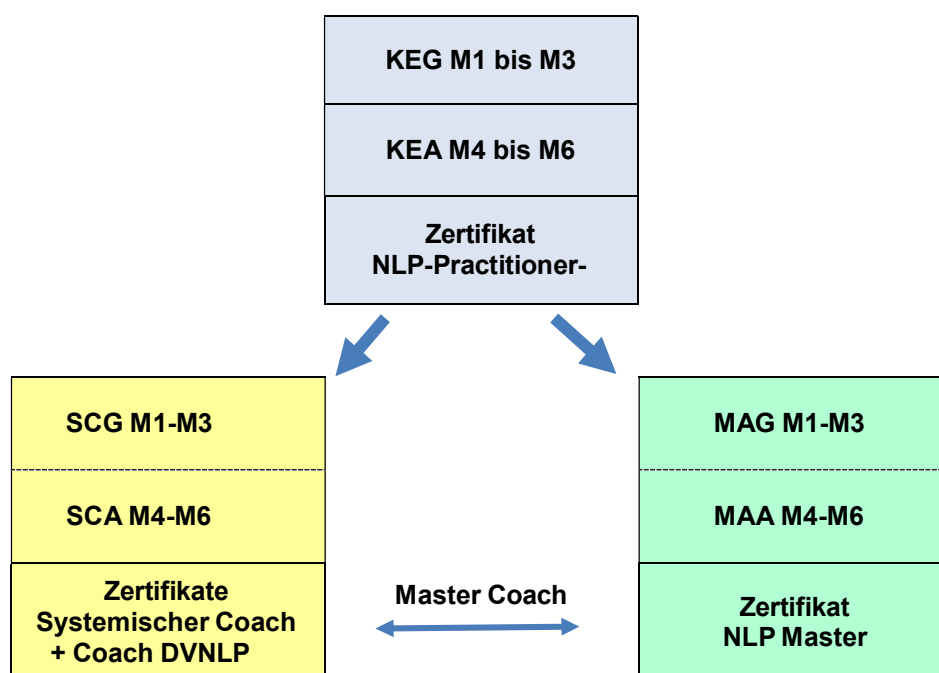 KEG M1 bis M3
KEA M4 bis M6
Zertifikat
NLP-Practitioner-
SCG M1-M3
SCA M4-M6
Zertifikate
Systemischer Coach
+ Coach DVNLP
Master Coach
MAG M1-M3
MAA M4-M6
Zertifikat
NLP Master